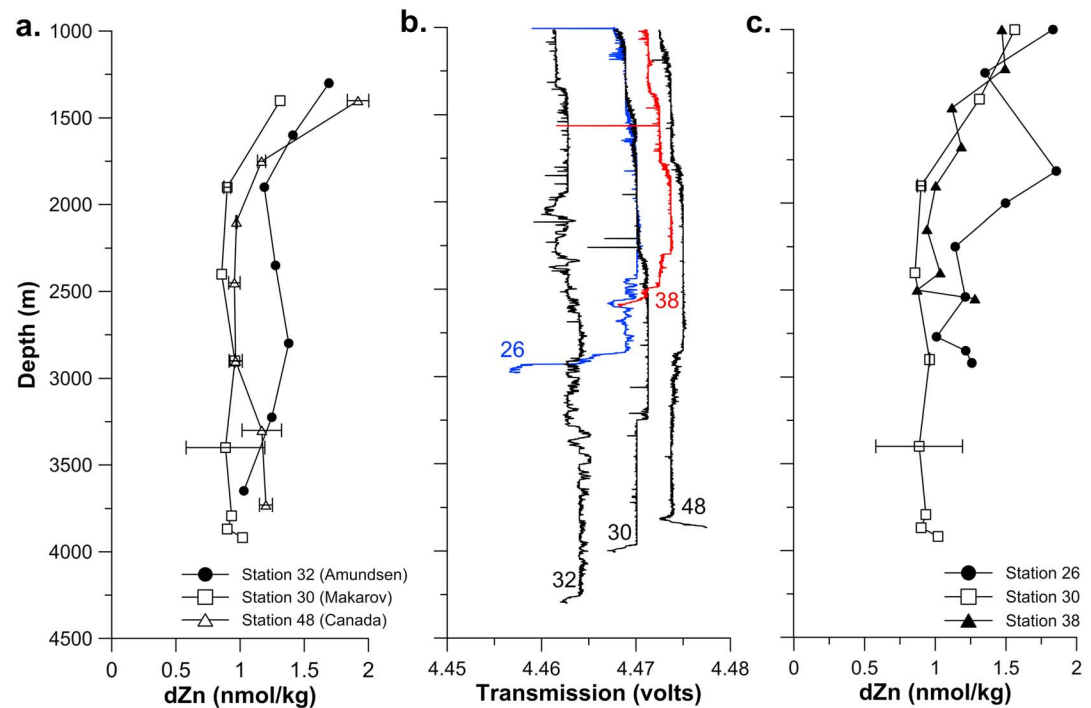 a.
1000
1500
2000
2500
3000
3500
4000
4500
Depth (m)
0
0.5
1
1.5
2
dZn (nmol/kg)
Station 32 (Amundsen)
Station 30 (Makarov)
Station 48 (Canada)
b.
26
38
32
30
48
4.45
4.46
4.47
4.48
Transmission (volts)
c.
Station 26
Station 30
Station 38
0
0.5
1
1.5
2
dZn (nmol/kg)